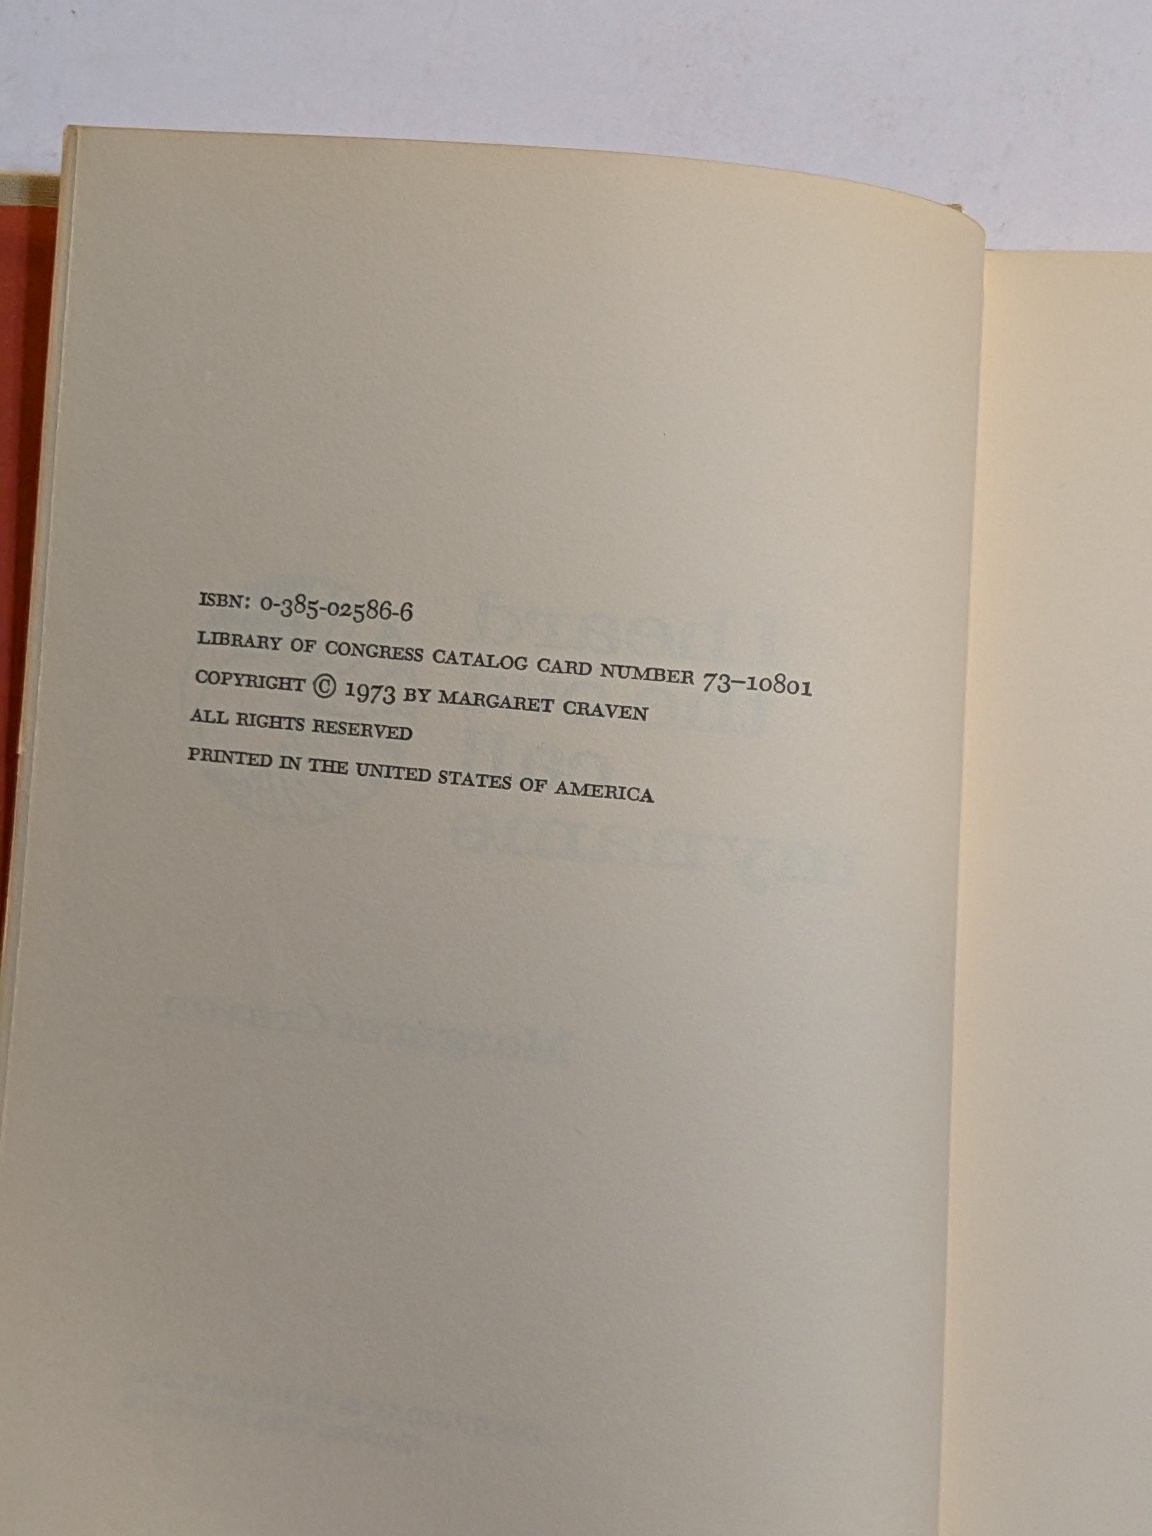 ISBN: 0-385-02586-6
LIBRARY OF CONGRESS CATALOG CARD NUMBER 73–10801
COPYRIGHT © 1973 BY MARGARET CRAVEN
ALL RIGHTS RESERVED
PRINTED IN THE UNITED STATES OF AMERICA